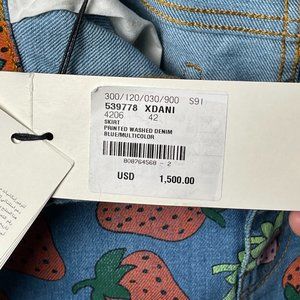 300/120/030/900 S91
539778 XDANI
4206 42
SKIRT
PRINTED WASHED DENIM
BLUE/MULTICOLOR
808764568 - 2
USD 1,500.00